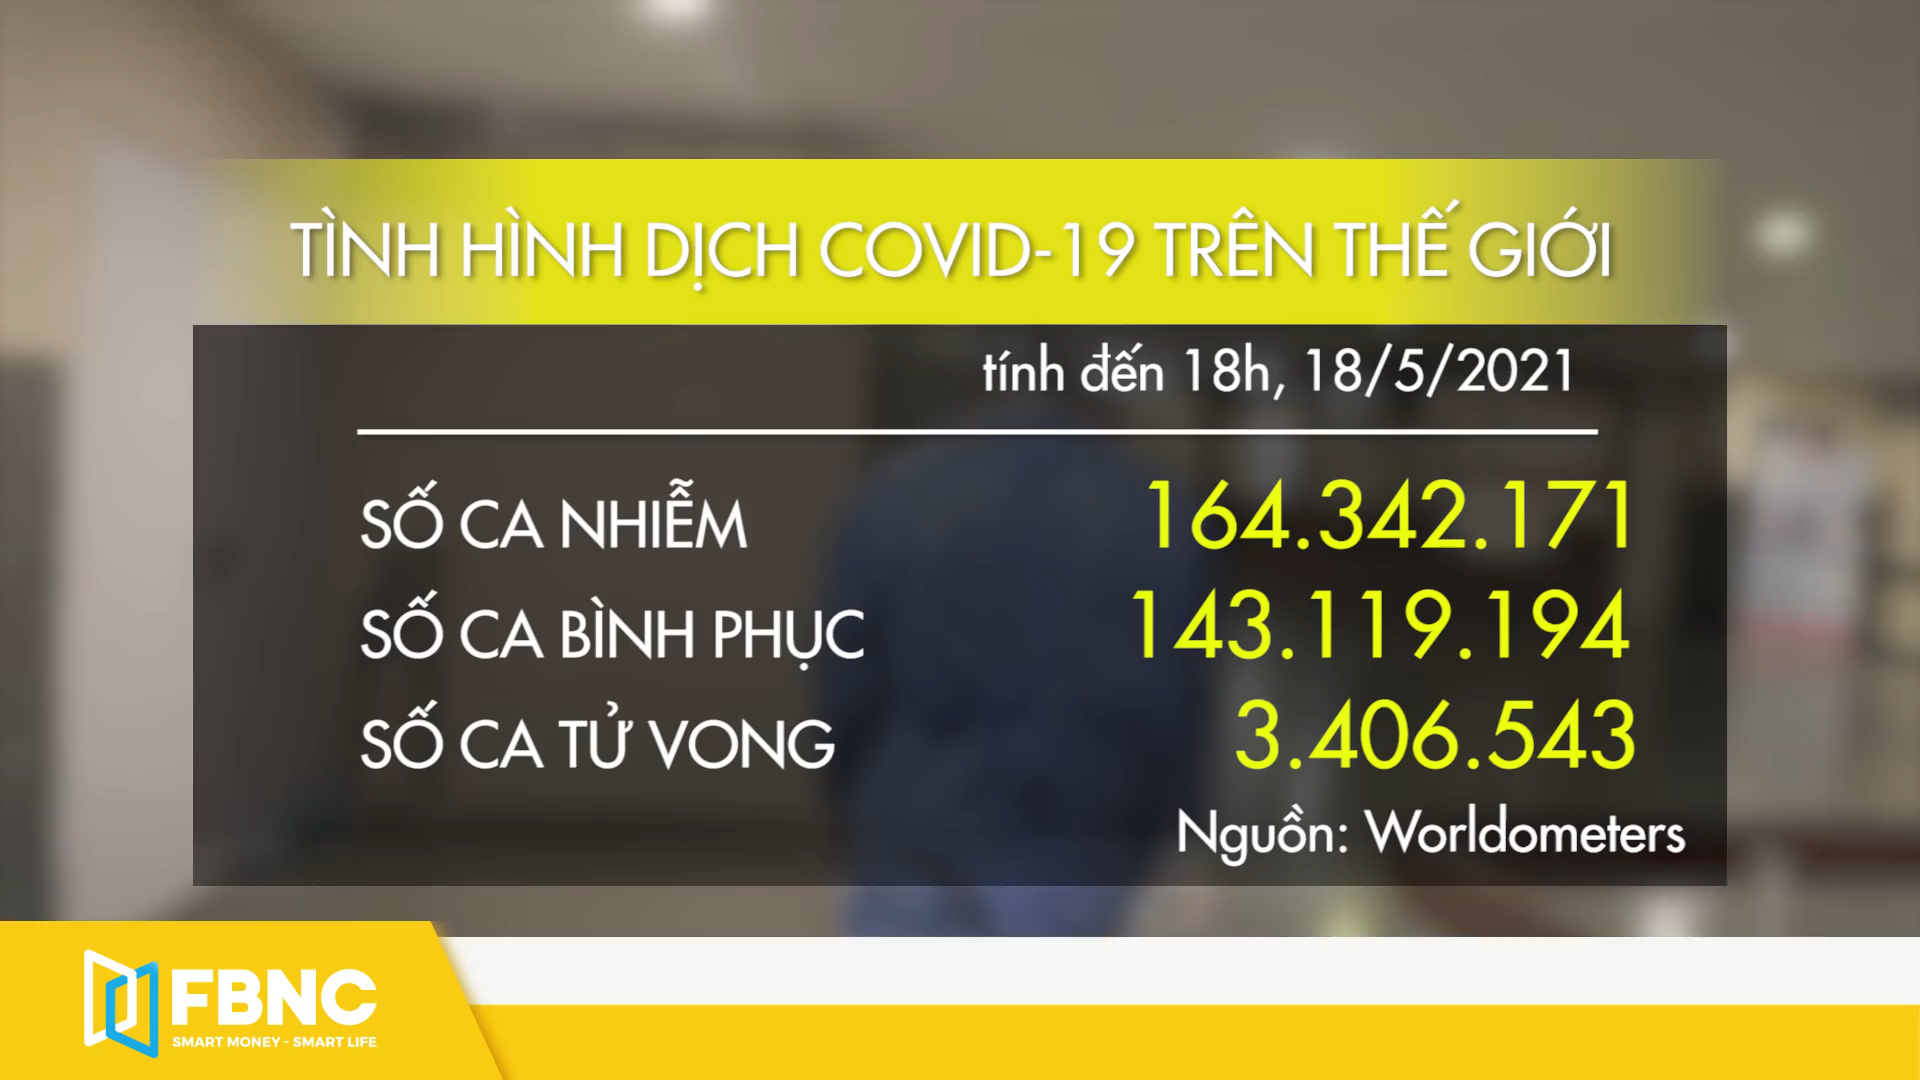 TÌNH HÌNH DỊCH COVID-19 TRÊN THẾ GIỚI
tính đến 18h, 18/5/2021
SỐ CA NHIỄM 164.342.171
SỐ CA BÌNH PHỤC 143.119.194
SỐ CA TỬ VONG 3.406.543
Nguồn: Worldometers
FBNC
SMART MONEY - SMART LIFE